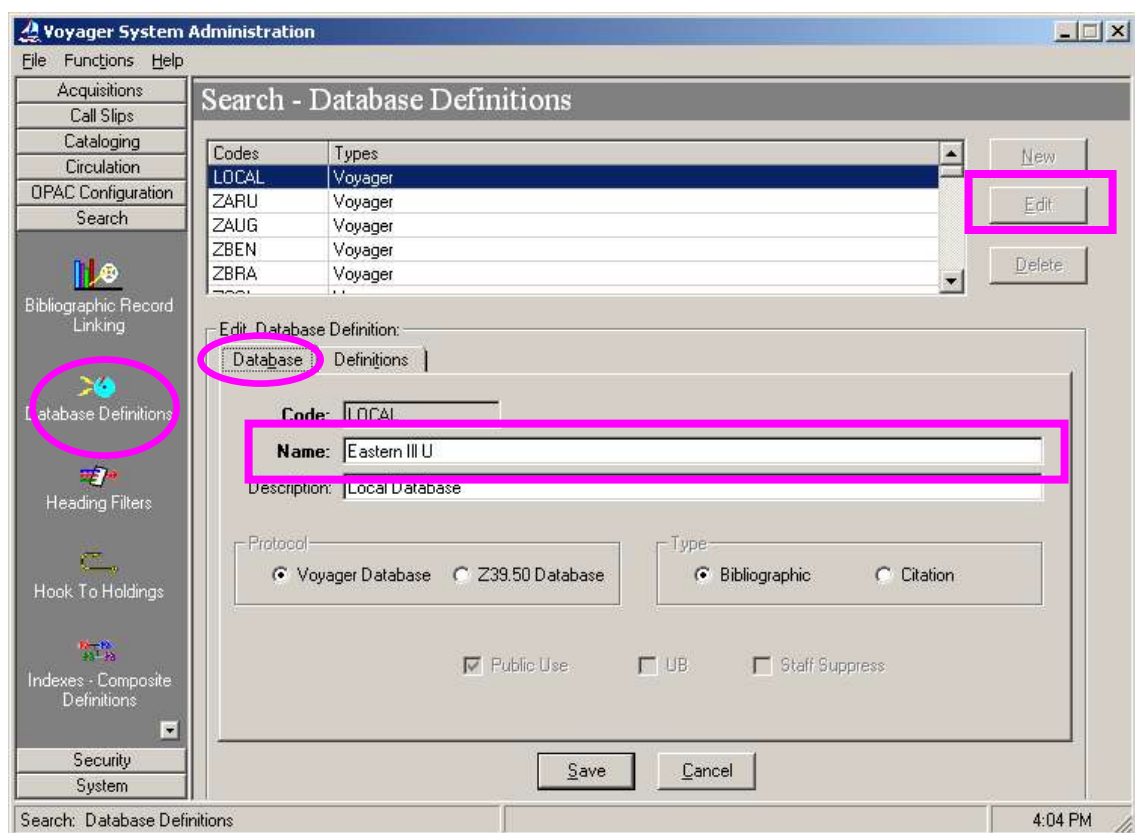 Voyager System Administration
File Functions Help
Acquisitions
Call Slips
Cataloging
Circulation
OPAC Configuration
Search
Bibliographic Record
Linking
Database Definitions
Heading Filters
Hook To Holdings
Indexes - Composite
Definitions
Security
System
Search - Database Definitions
Codes Types
LOCAL Voyager
ZARU Voyager
ZAUG Voyager
ZBEN Voyager
ZBRA Voyager
New
Edit
Delete
Edit Database Definition:
Database Definitions
Code: LOCAL
Name: Eastern Ill U
Description: Local Database
Protocol
Voyager Database Z39.50 Database
Type
Bibliographic Citation
Public Use UB Staff Suppress
Save Cancel
Search: Database Definitions 4:04 PM